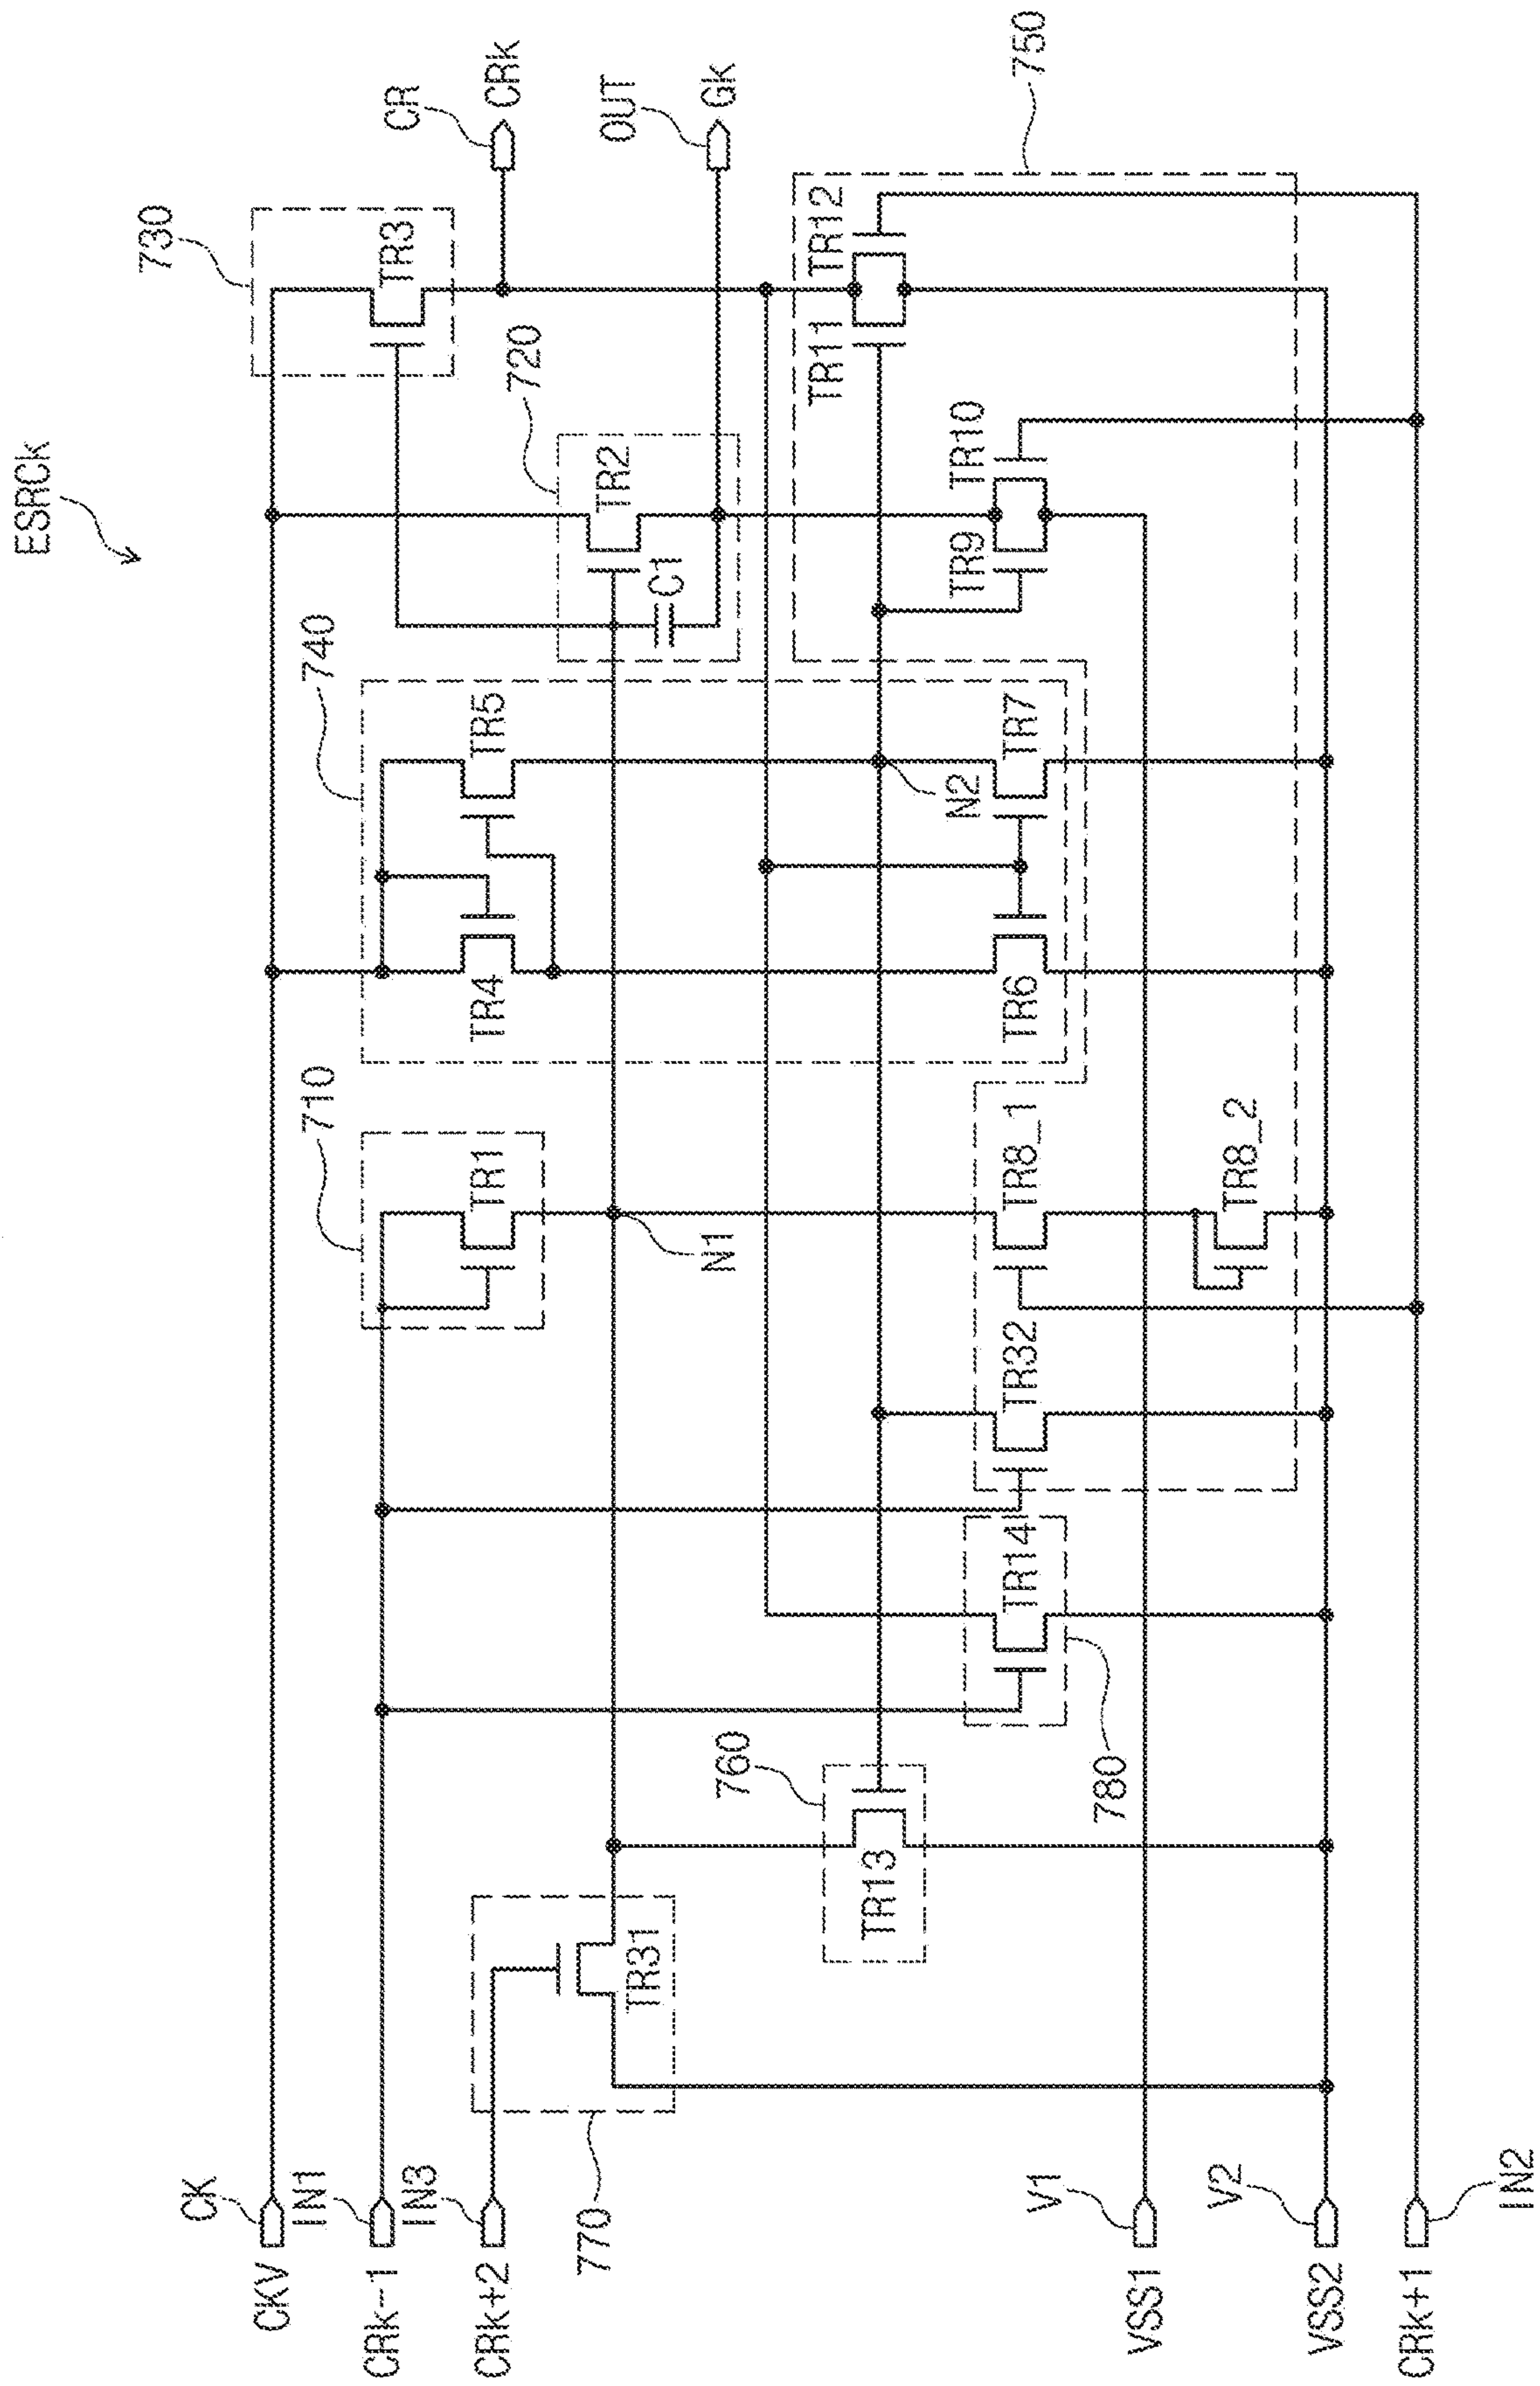 ESRCk
730
CR
CRk
OUT
Gk
750
TR3
720
TR2
C1
TR12
TR11
TR10
TR9
740
TR5
TR4
N2
TR7
TR6
710
TR1
N1
TR8_1
TR8_2
TR32
TR14
780
760
TR13
TR31
770
CK
CKV
IN1
CRk-1
IN3
CRk+2
V1
VSS1
V2
VSS2
IN2
CRk+1